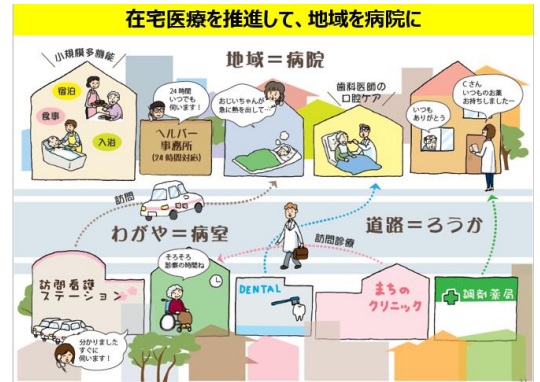 在宅医療を推進して、地域を病院に
小規模多機能
地域＝病院
宿泊
食事
入浴
24時間
いつでも
伺います！
ヘルパー
事務所
(24時間対応)
おじいちゃんが
急に熱を出して…
歯科医師の
口腔ケア
Cさん
いつものお薬
お持ちしました…
いつも
ありがとう
訪問
わがや＝病室
道路＝ろうか
訪問診療
訪問看護
ステーション
そろそろ
診察の時間ね
DENTAL
まちの
クリニック
調剤薬局
分かりました
すぐに
伺います！